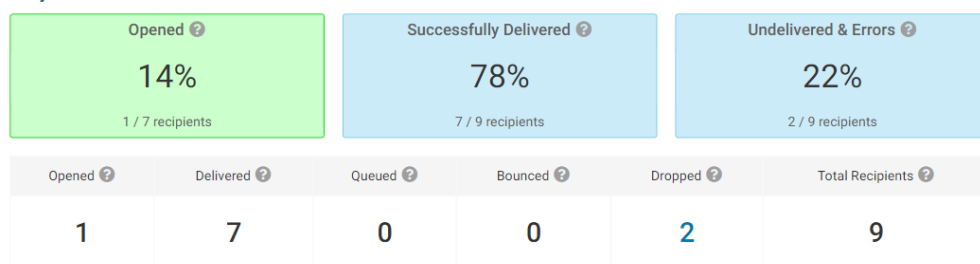 Opened ? Successfully Delivered ? Undelivered & Errors ?
14% 78% 22%
1 / 7 recipients 7 / 9 recipients 2 / 9 recipients
Opened ? Delivered ? Queued ? Bounced ? Dropped ? Total Recipients ?
1 7 0 0 2 9